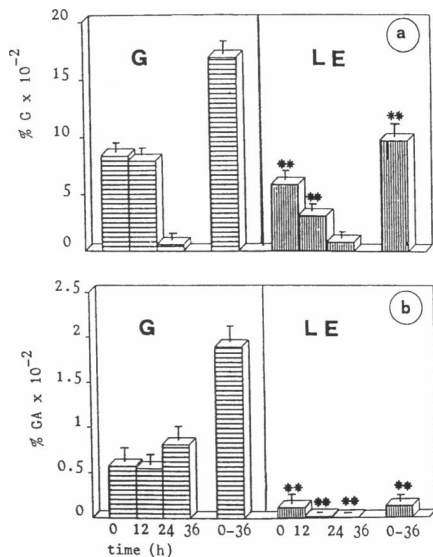 20
15
10
5
0
% G x 10⁻²
G
LE
a
**
**
**
2.5
2
1.5
1
0.5
0
% GA x 10⁻²
G
LE
b
**
**
**
**
0 12 24 36 0-36 0 12 24 36 0-36
time (h)